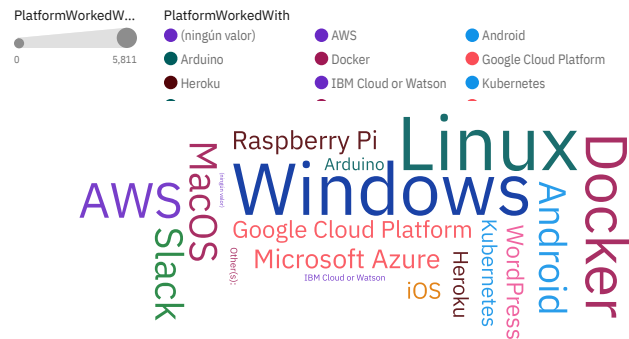 PlatformWorkedW...
PlatformWorkedWith
(ningún valor)
AWS
Android
Arduino
Docker
Google Cloud Platform
Heroku
IBM Cloud or Watson
Kubernetes
0
5,811
Linux
Raspberry Pi
Docker
MacOS
Arduino
Windows
(ningún valor)
AWS
Android
Slack
Google Cloud Platform
Kubernetes
WordPress
Other(s):
Microsoft Azure
Heroku
IBM Cloud or Watson
iOS